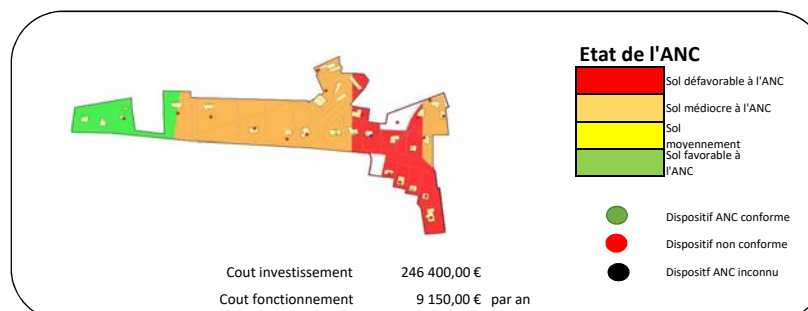 Etat de l'ANC
Sol défavorable à l'ANC
Sol médiocre à l'ANC
Sol
moyennement
Sol favorable à
l'ANC
Dispositif ANC conforme
Dispositif non conforme
Dispositf ANC inconnu
Cout investissement 246 400,00 €
Cout fonctionnement 9 150,00 € par an